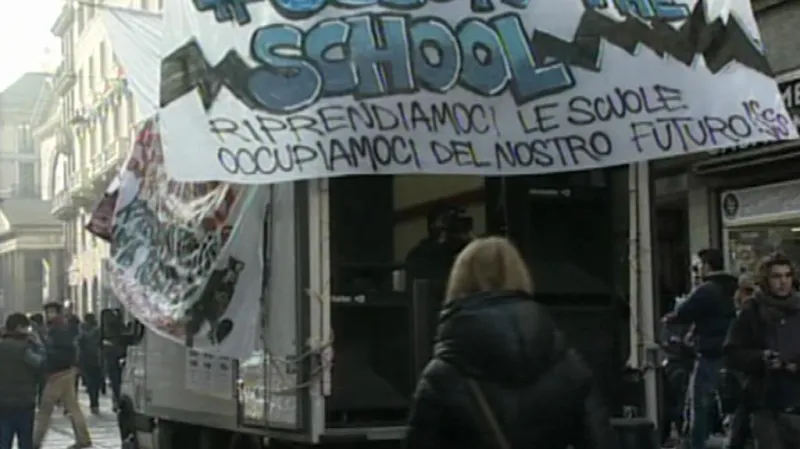 SCHOOL
RIPRENDIAMOCI LE SCUOLE
OCCUPIAMOCI DEL NOSTRO FUTURO!